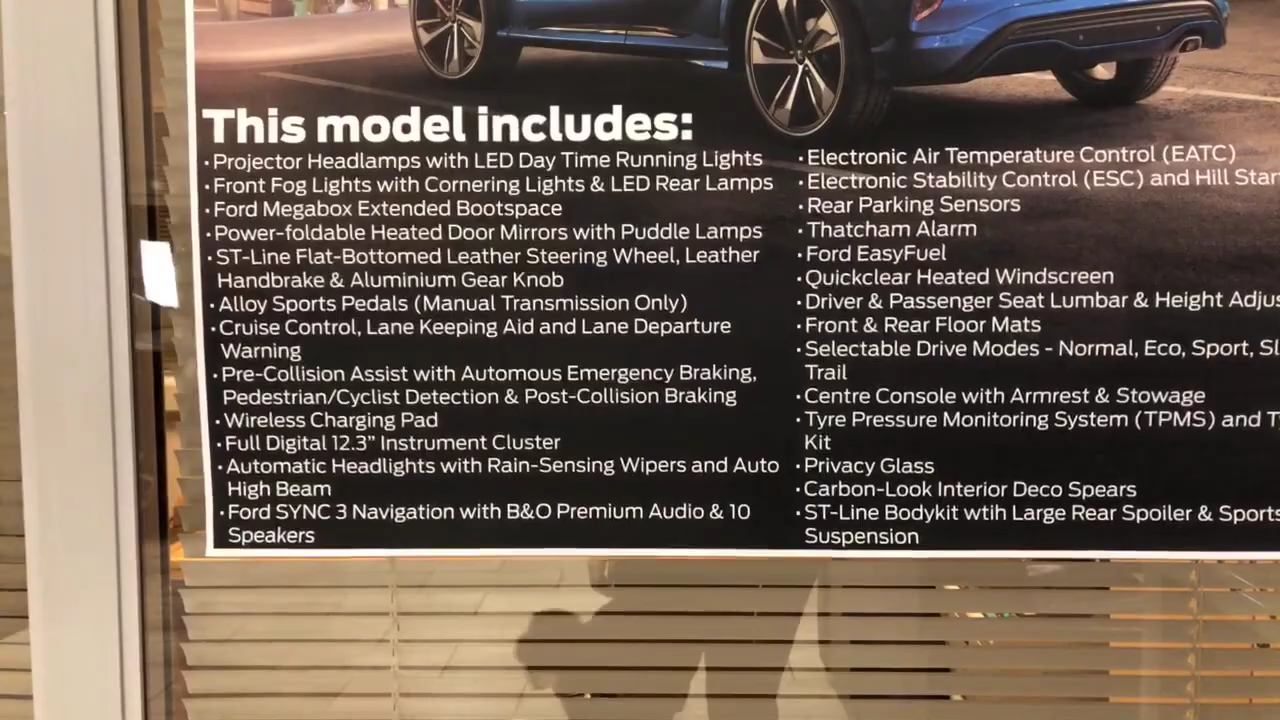 This model includes:
· Projector Headlamps with LED Day Time Running Lights
· Front Fog Lights with Cornering Lights & LED Rear Lamps
· Ford Megabox Extended Bootspace
· Power-foldable Heated Door Mirrors with Puddle Lamps
· ST-Line Flat-Bottomed Leather Steering Wheel, Leather
Handbrake & Aluminium Gear Knob
· Alloy Sports Pedals (Manual Transmission Only)
· Cruise Control, Lane Keeping Aid and Lane Departure
Warning
· Pre-Collision Assist with Automous Emergency Braking,
Pedestrian/Cyclist Detection & Post-Collision Braking
· Wireless Charging Pad
· Full Digital 12.3” Instrument Cluster
· Automatic Headlights with Rain-Sensing Wipers and Auto
High Beam
· Ford SYNC 3 Navigation with B&O Premium Audio & 10
Speakers
· Electronic Air Temperature Control (EATC)
· Electronic Stability Control (ESC) and Hill
· Rear Parking Sensors
· Thatcham Alarm
· Ford EasyFuel
· Quickclear Heated Windscreen
· Driver & Passenger Seat Lumbar & Height
· Front & Rear Floor Mats
· Selectable Drive Modes - Normal, Eco, Sport,
Trail
· Centre Console with Armrest & Stowage
· Tyre Pressure Monitoring System (TPMS) and
Kit
· Privacy Glass
· Carbon-Look Interior Deco Spears
· ST-Line Bodykit wtih Large Rear Spoiler & Sports
Suspension